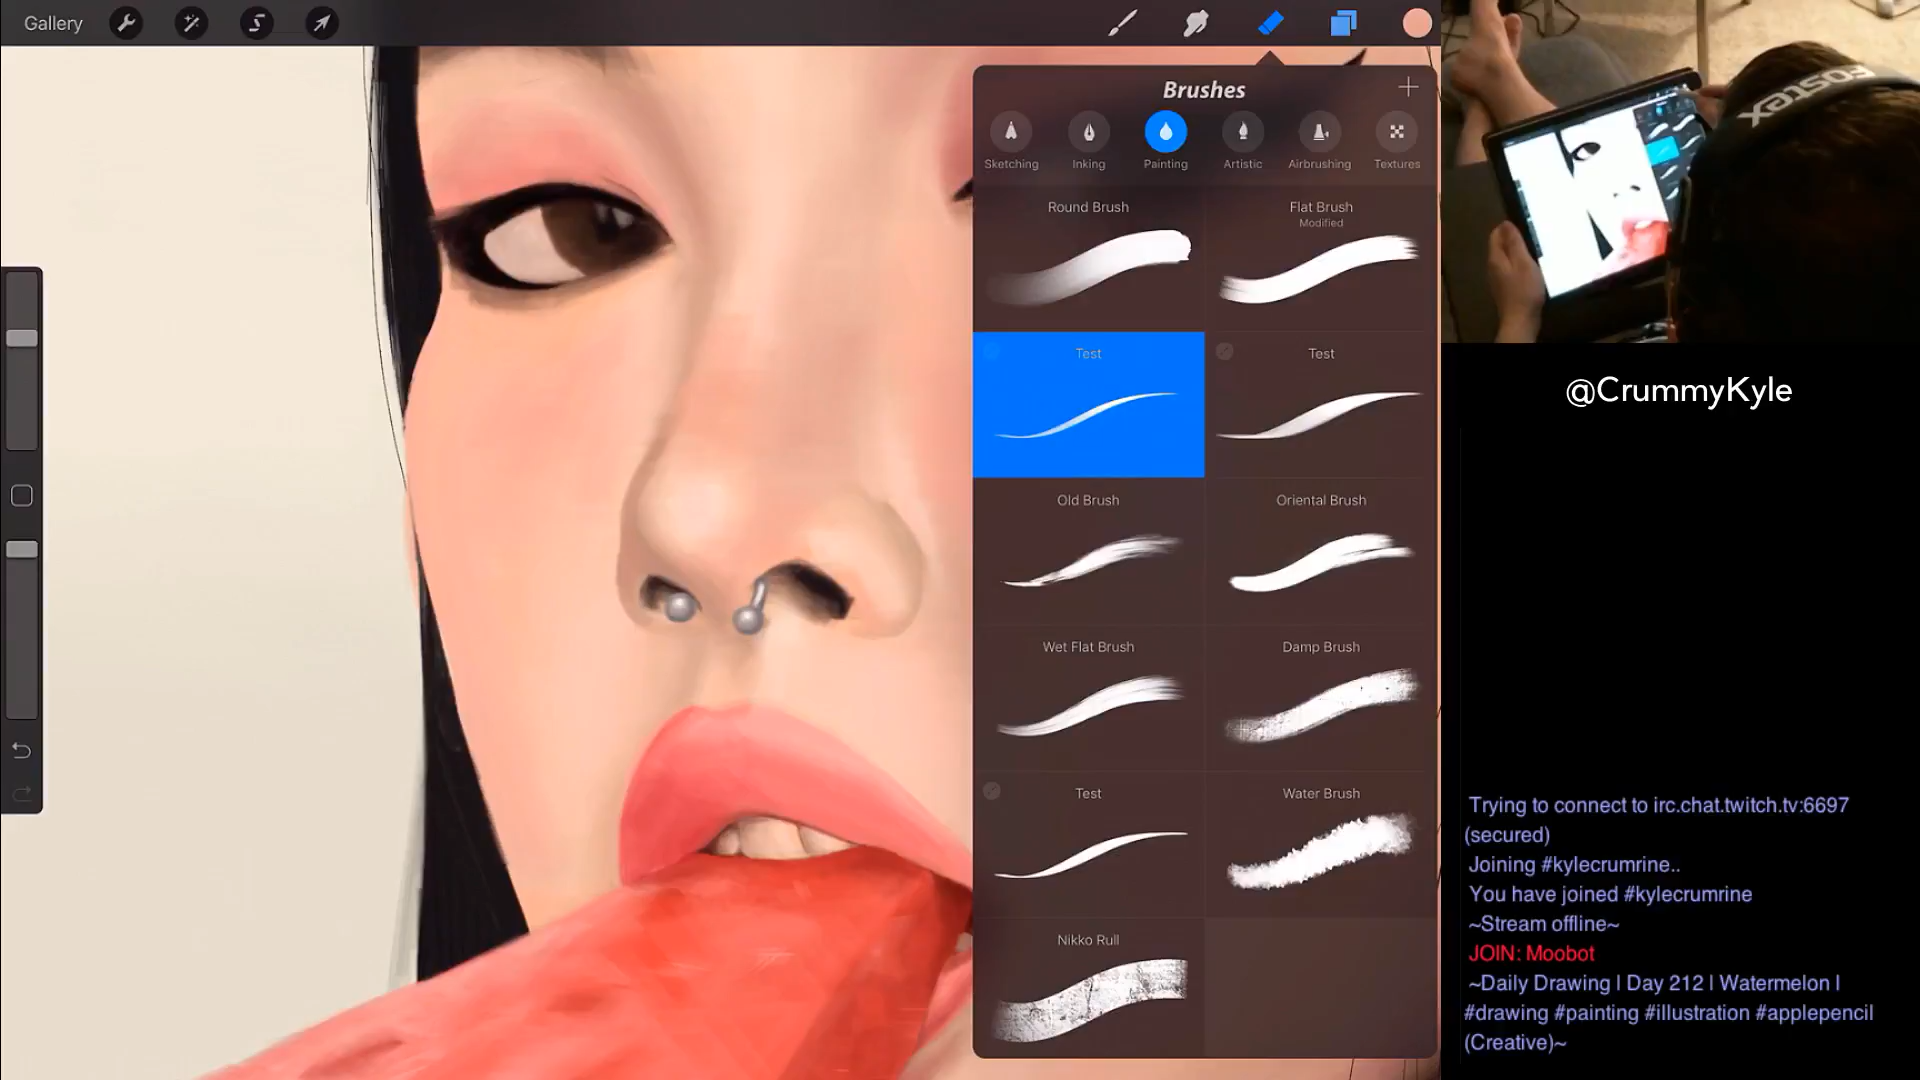 Gallery
Brushes
Sketching
Inking
Painting
Artistic
Airbrushing
Textures
Round Brush
Flat Brush
Modified
Test
Test
Old Brush
Oriental Brush
Wet Flat Brush
Damp Brush
Test
Water Brush
Nikko Rull
FOSTEX
@CrummyKyle
Trying to connect to irc.chat.twitch.tv:6697
(secured)
Joining #kylecrumrine..
You have joined #kylecrumrine
~Stream offline~
JOIN: Moobot
~Daily Drawing | Day 212 | Watermelon |
#drawing #painting #illustration #applepencil
(Creative)~